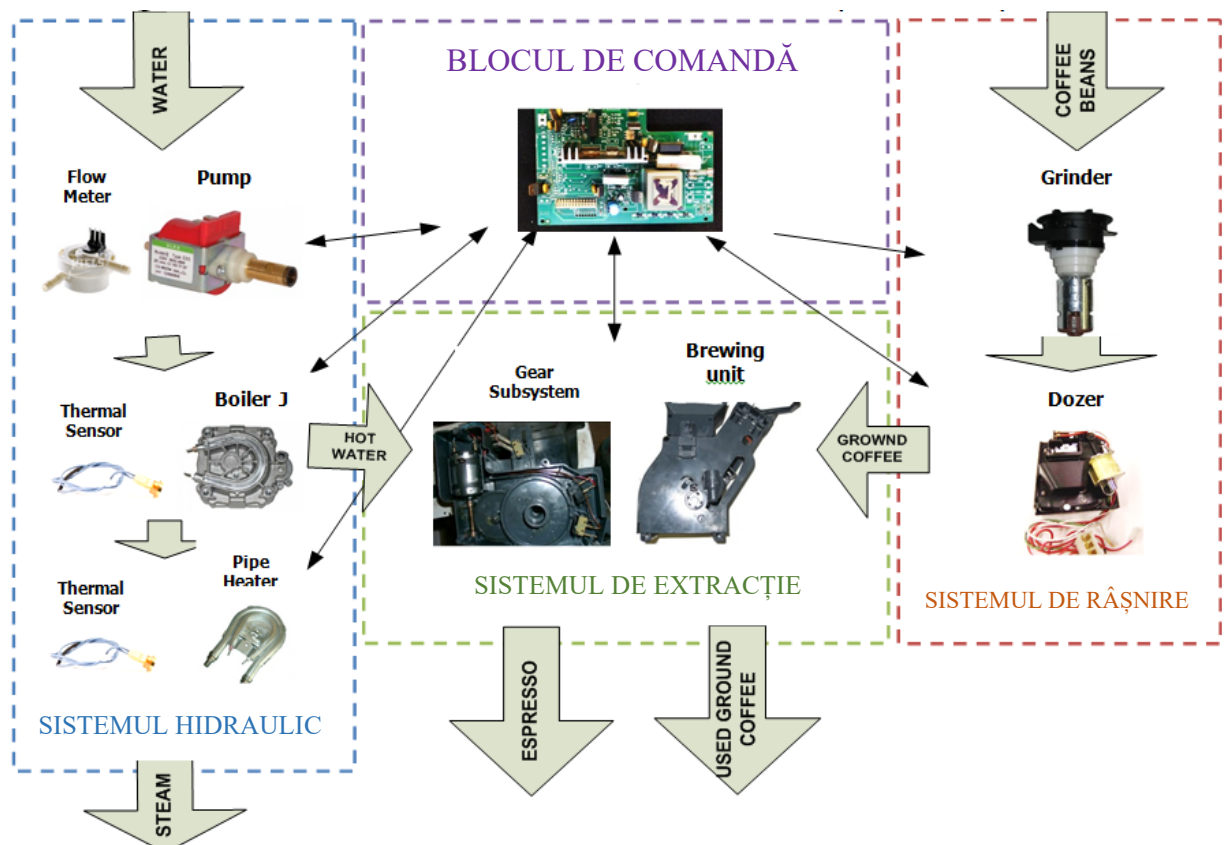 WATER
Flow
Meter
Pump
Thermal
Sensor
Boiler J
Thermal
Sensor
Pipe
Heater
SISTEMUL HIDRAULIC
STEAM
BLOCUL DE COMANDĂ
HOT
WATER
Gear
Subsystem
Brewing
unit
GROWND
COFFEE
SISTEMUL DE EXTRACȚIE
ESPRESSO
USED GROUND
COFFEE
COFFEE
BEANS
Grinder
Dozer
SISTEMUL DE RÂȘNIRE